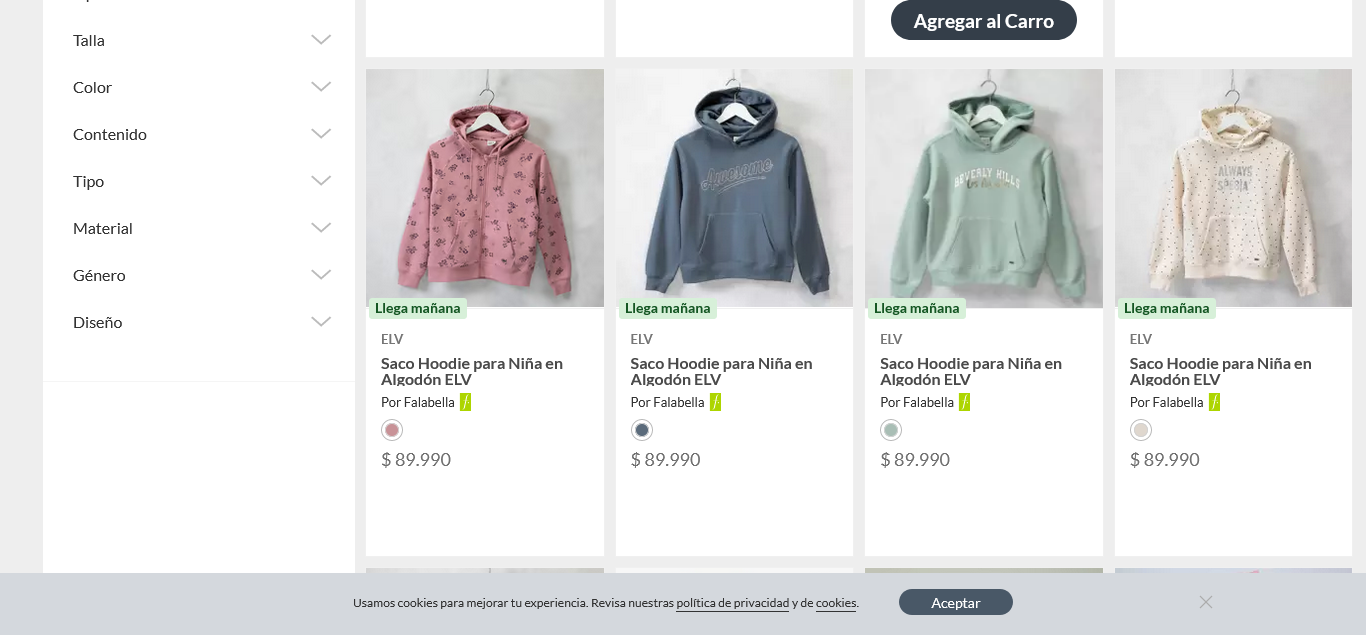 Agregar al Carro
Talla
Color
Contenido
Tipo
Material
Género
Diseño
Awesome
BEVERLY HILLS
ALWAYS
Llega mañana
ELV
Saco Hoodie para Niña en
Algodón ELV
Por Falabella
$ 89.990
Llega mañana
ELV
Saco Hoodie para Niña en
Algodón ELV
Por Falabella
$ 89.990
Llega mañana
ELV
Saco Hoodie para Niña en
Algodón ELV
Por Falabella
$ 89.990
Llega mañana
ELV
Saco Hoodie para Niña en
Algodón ELV
Por Falabella
$ 89.990
Usamos cookies para mejorar tu experiencia. Revisa nuestras política de privacidad y de cookies.
Aceptar